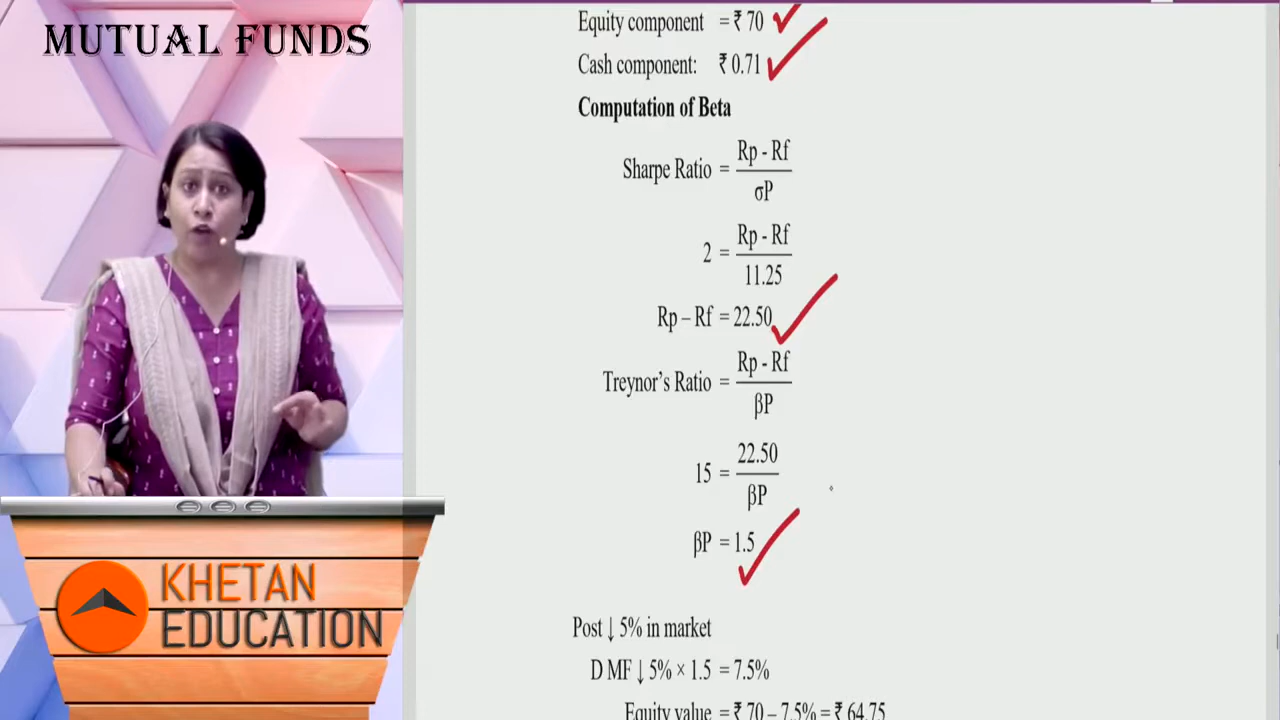 MUTUAL FUNDS
Equity component = ₹ 70
Cash component: ₹ 0.71
Computation of Beta
Sharpe Ratio = Rp - Rf / σP
2 = Rp - Rf / 11.25
Rp – Rf = 22.50
Treynor’s Ratio = Rp - Rf / βP
15 = 22.50 / βP
βP = 1.5
Post ↓ 5% in market
D MF ↓ 5% × 1.5 = 7.5%
Equity value = ₹ 70 – 7.5% = ₹ 64.75
KHETAN
EDUCATION